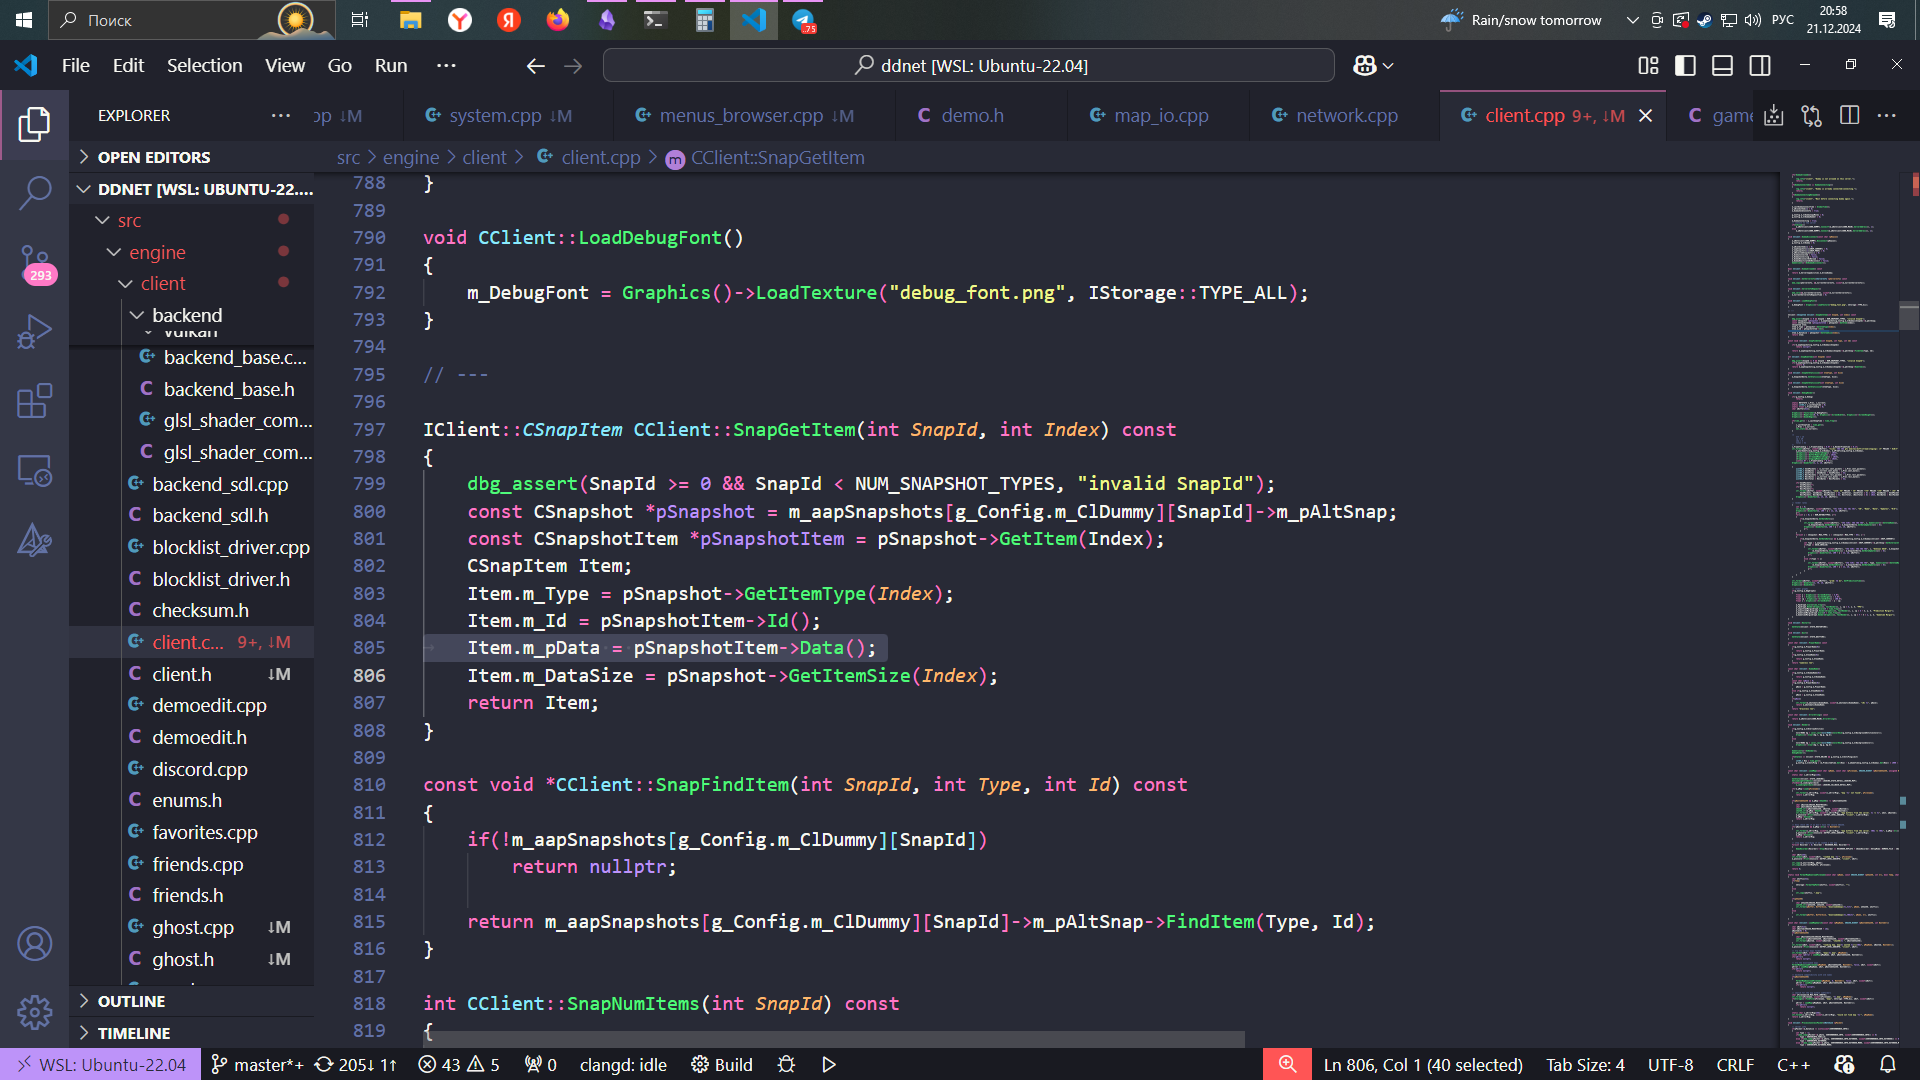 Поиск
75
Rain/snow tomorrow
РУС
20:58
21.12.2024
File Edit Selection View Go Run ···
ddnet [WSL: Ubuntu-22.04]
EXPLORER
pp ↓M
system.cpp ↓M
menus_browser.cpp ↓M
demo.h
map_io.cpp
network.cpp
client.cpp 9+, ↓M
game
src > engine > client > client.cpp > CClient::SnapGetItem
OPEN EDITORS
DDNET [WSL: UBUNTU-22....
src
engine
client
backend
vulkan
backend_base.c...
backend_base.h
glsl_shader_com...
glsl_shader_com...
backend_sdl.cpp
backend_sdl.h
blocklist_driver.cpp
blocklist_driver.h
checksum.h
client.c... 9+, ↓M
client.h ↓M
demoedit.cpp
demoedit.h
discord.cpp
enums.h
favorites.cpp
friends.cpp
friends.h
ghost.cpp ↓M
ghost.h ↓M
OUTLINE
TIMELINE
293
788 }
789
790 void CClient::LoadDebugFont()
791 {
792 m_DebugFont = Graphics()->LoadTexture("debug_font.png", IStorage::TYPE_ALL);
793 }
794
795 // ---
796
797 IClient::CSnapItem CClient::SnapGetItem(int SnapId, int Index) const
798 {
799 dbg_assert(SnapId >= 0 && SnapId < NUM_SNAPSHOT_TYPES, "invalid SnapId");
800 const CSnapshot *pSnapshot = m_aapSnapshots[g_Config.m_ClDummy][SnapId]->m_pAltSnap;
801 const CSnapshotItem *pSnapshotItem = pSnapshot->GetItem(Index);
802 CSnapItem Item;
803 Item.m_Type = pSnapshot->GetItemType(Index);
804 Item.m_Id = pSnapshotItem->Id();
805 Item.m_pData = pSnapshotItem->Data();
806 Item.m_DataSize = pSnapshot->GetItemSize(Index);
807 return Item;
808 }
809
810 const void *CClient::SnapFindItem(int SnapId, int Type, int Id) const
811 {
812 if(!m_aapSnapshots[g_Config.m_ClDummy][SnapId])
813 return nullptr;
814
815 return m_aapSnapshots[g_Config.m_ClDummy][SnapId]->m_pAltSnap->FindItem(Type, Id);
816 }
817
818 int CClient::SnapNumItems(int SnapId) const
819 {
WSL: Ubuntu-22.04 master*+ 205↓ 1↑ 43 5 0 clangd: idle Build Ln 806, Col 1 (40 selected) Tab Size: 4 UTF-8 CRLF C++